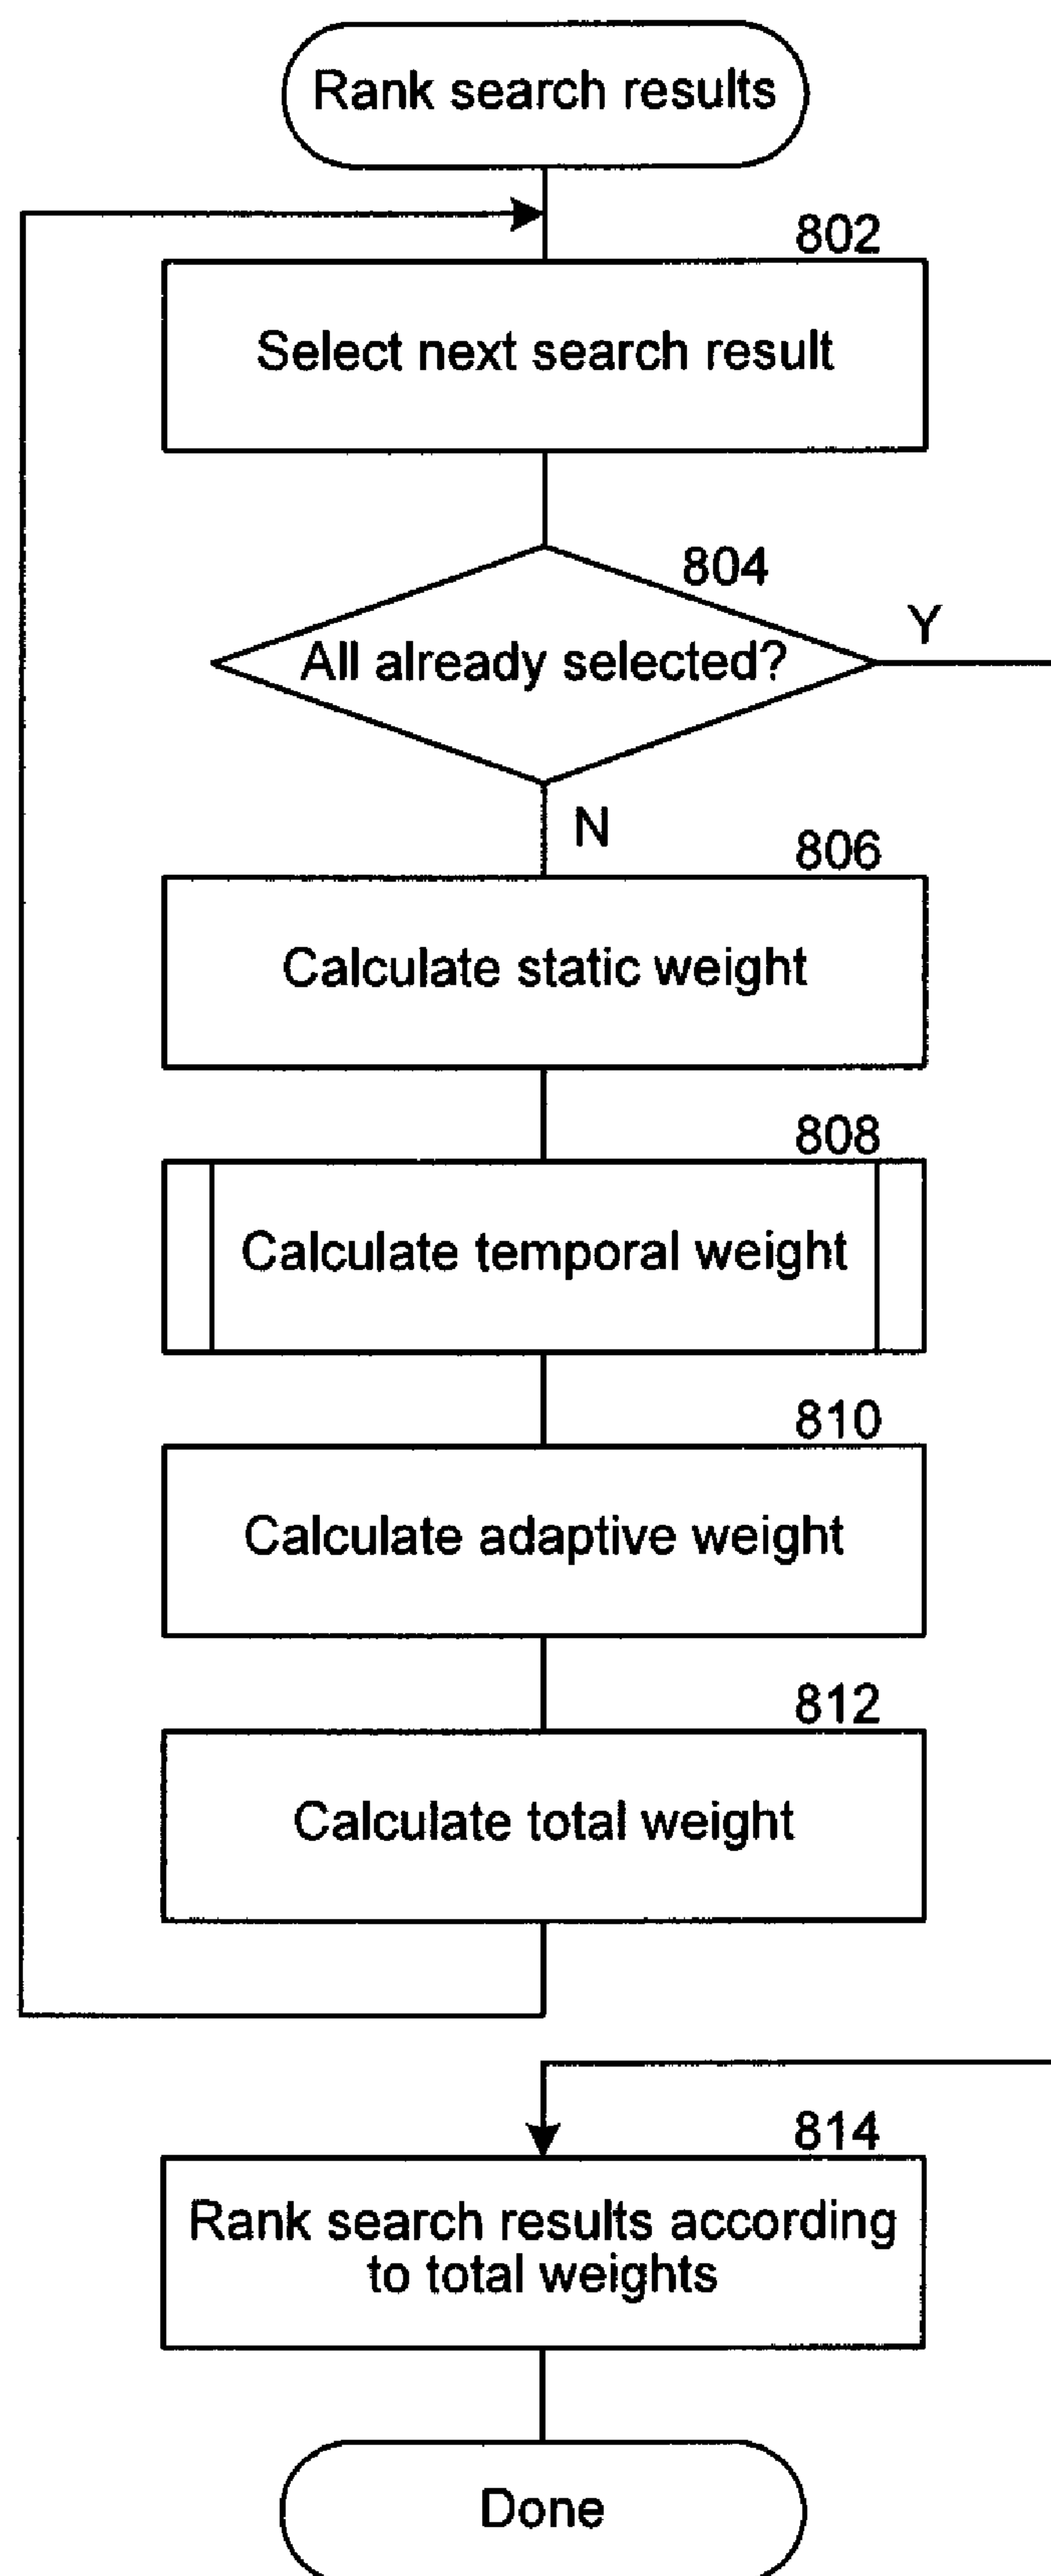 Rank search results
802
Select next search result
804
Y
All already selected?
N
806
Calculate static weight
808
Calculate temporal weight
810
Calculate adaptive weight
812
Calculate total weight
814
Rank search results according
to total weights
Done